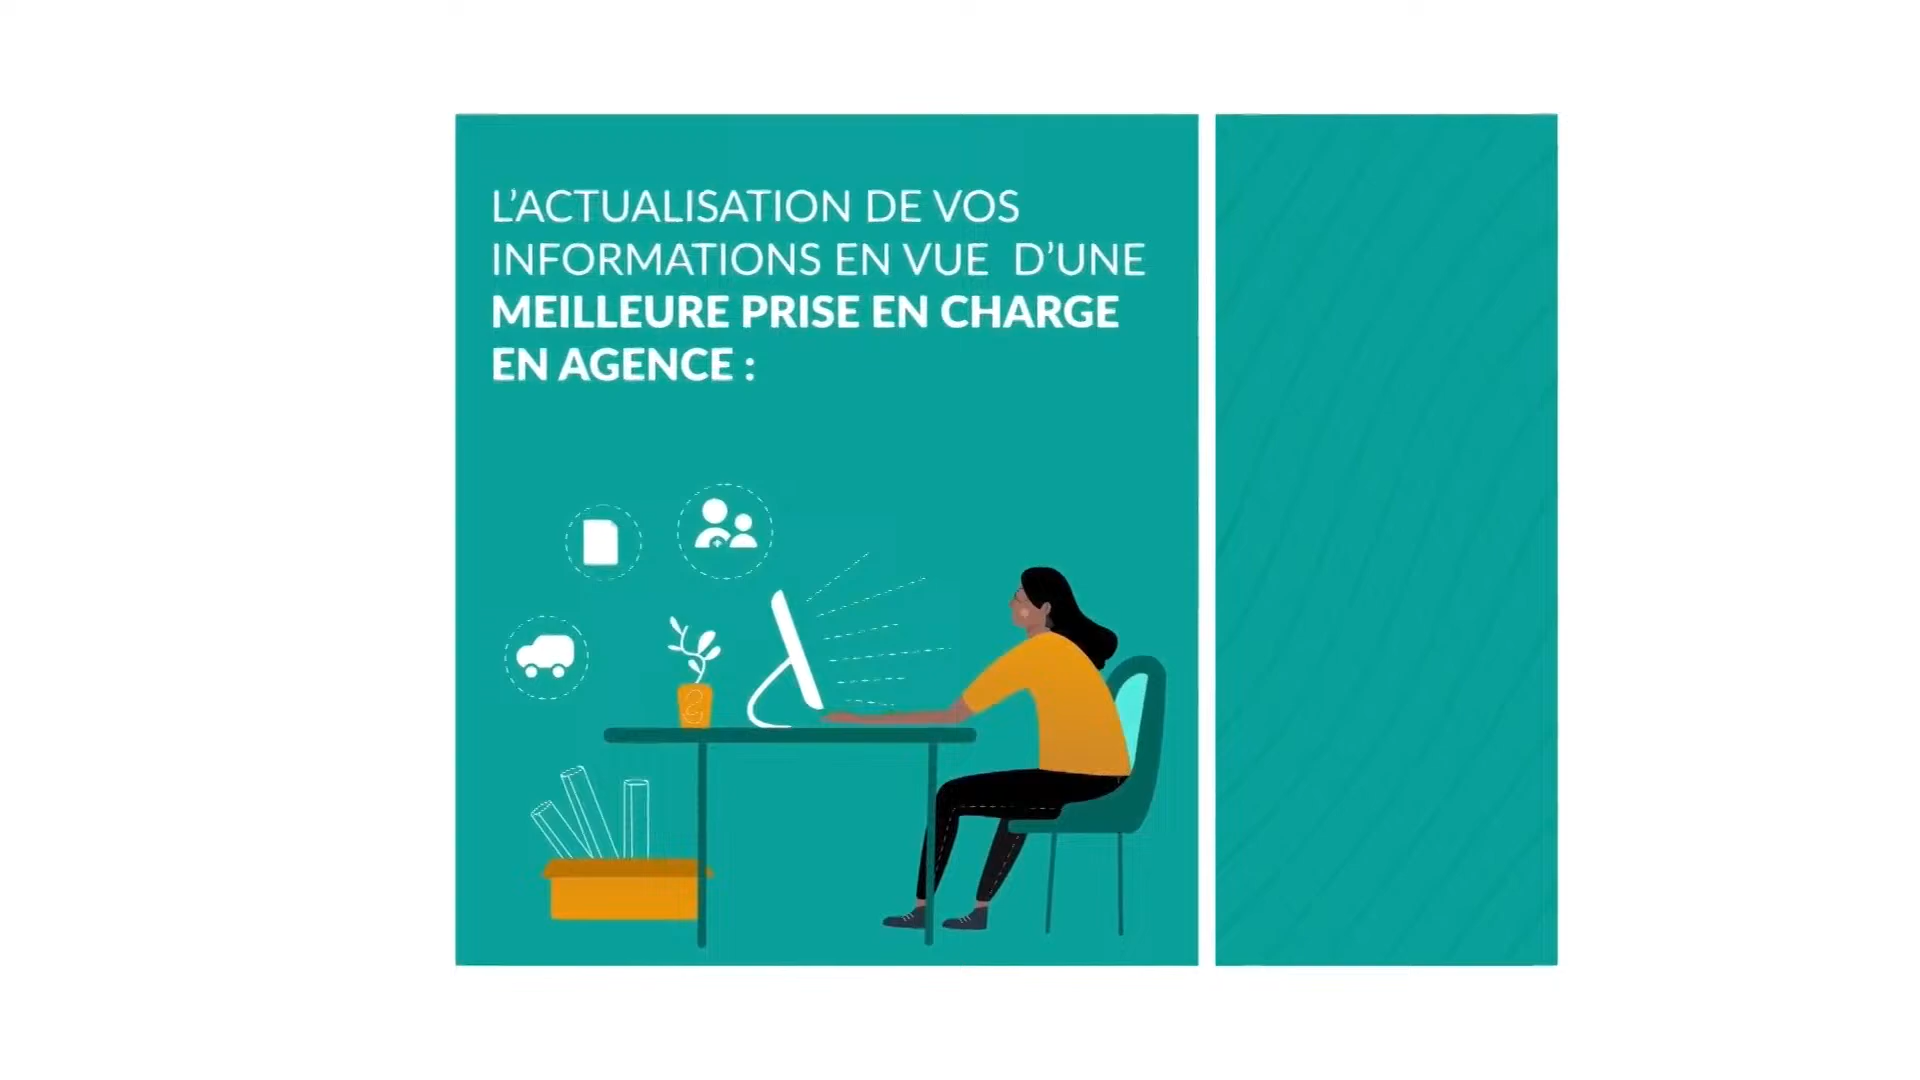 L’ACTUALISATION DE VOS
INFORMATIONS EN VUE D’UNE
MEILLEURE PRISE EN CHARGE
EN AGENCE :